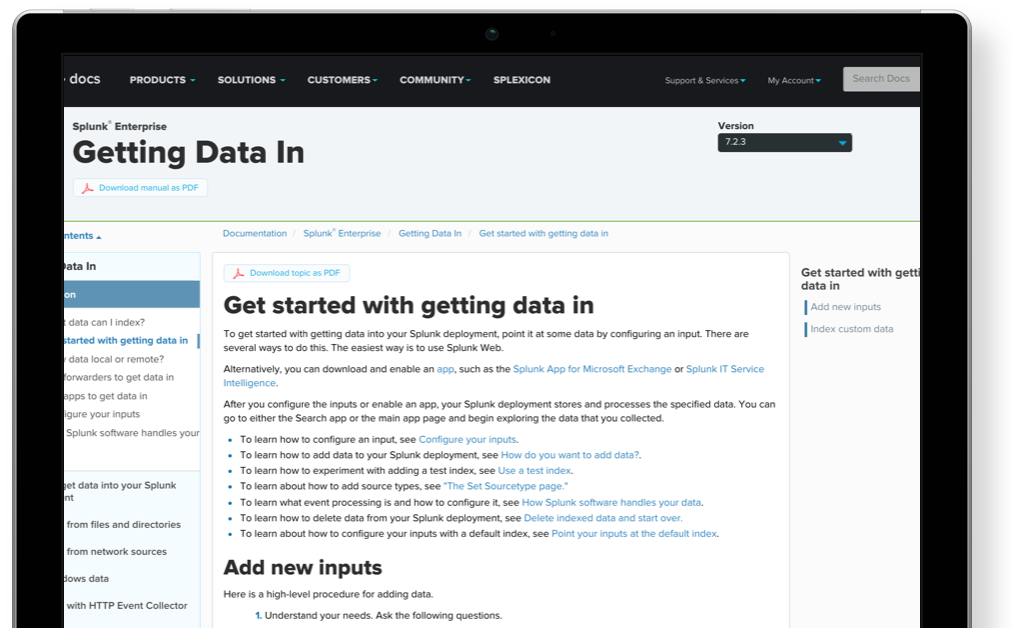 docs PRODUCTS SOLUTIONS CUSTOMERS COMMUNITY SPLEXICON Support & Services My Account Search Docs
Splunk® Enterprise
Getting Data In
Download manual as PDF
Version
7.2.3
ntents
Data In
on
t data can I index?
started with getting data in
data local or remote?
forwarders to get data in
apps to get data in
igure your inputs
Splunk software handles your
get data into your Splunk
nt
from files and directories
from network sources
dows data
with HTTP Event Collector
Documentation / Splunk® Enterprise / Getting Data In / Get started with getting data in
Download topic as PDF
Get started with getting data in
To get started with getting data into your Splunk deployment, point it at some data by configuring an input. There are
several ways to do this. The easiest way is to use Splunk Web.
Alternatively, you can download and enable an app, such as the Splunk App for Microsoft Exchange or Splunk IT Service
Intelligence.
After you configure the inputs or enable an app, your Splunk deployment stores and processes the specified data. You can
go to either the Search app or the main app page and begin exploring the data that you collected.
• To learn how to configure an input, see Configure your inputs.
• To learn how to add data to your Splunk deployment, see How do you want to add data?.
• To learn how to experiment with adding a test index, see Use a test index.
• To learn about how to add source types, see "The Set Sourcetype page."
• To learn what event processing is and how to configure it, see How Splunk software handles your data.
• To learn how to delete data from your Splunk deployment, see Delete indexed data and start over.
• To learn about how to configure your inputs with a default index, see Point your inputs at the default index.
Add new inputs
Here is a high-level procedure for adding data.
1. Understand your needs. Ask the following questions.
Get started with getti
data in
Add new inputs
Index custom data